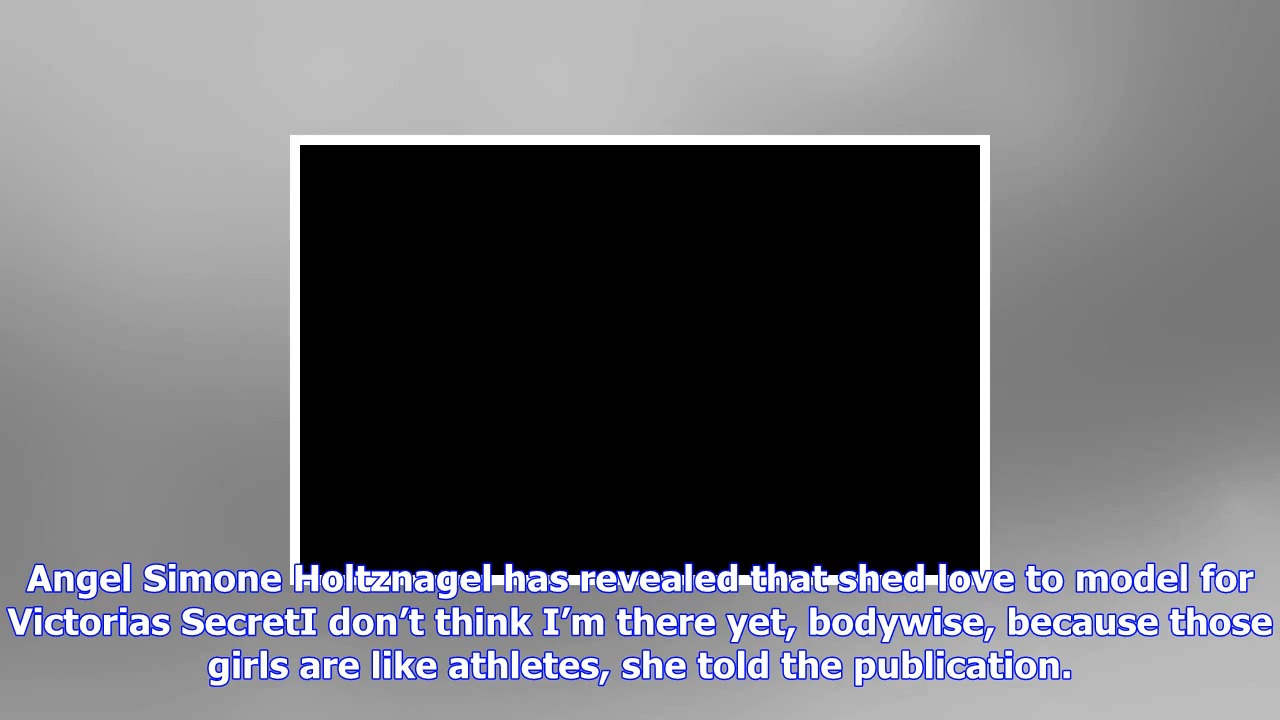 Angel Simone Holtznagel has revealed that shed love to model for
Victorias SecretI don’t think I’m there yet, bodywise, because those
girls are like athletes, she told the publication.